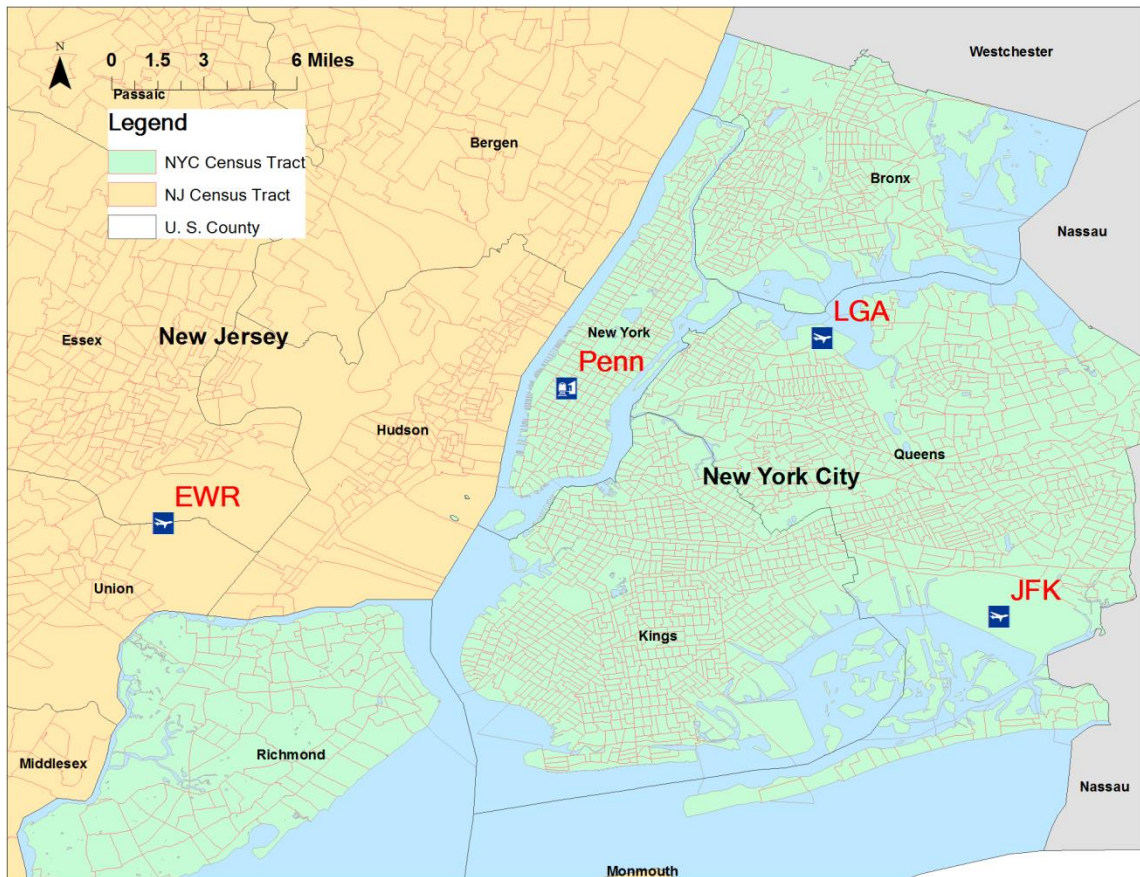 N
0 1.5 3 6 Miles
Passaic
Legend
NYC Census Tract
NJ Census Tract
U. S. County
Westchester
Bergen
Bronx
Nassau
LGA
New York
Essex
New Jersey
Penn
Hudson
Queens
New York City
EWR
Union
JFK
Kings
Richmond
Middlesex
Nassau
Monmouth